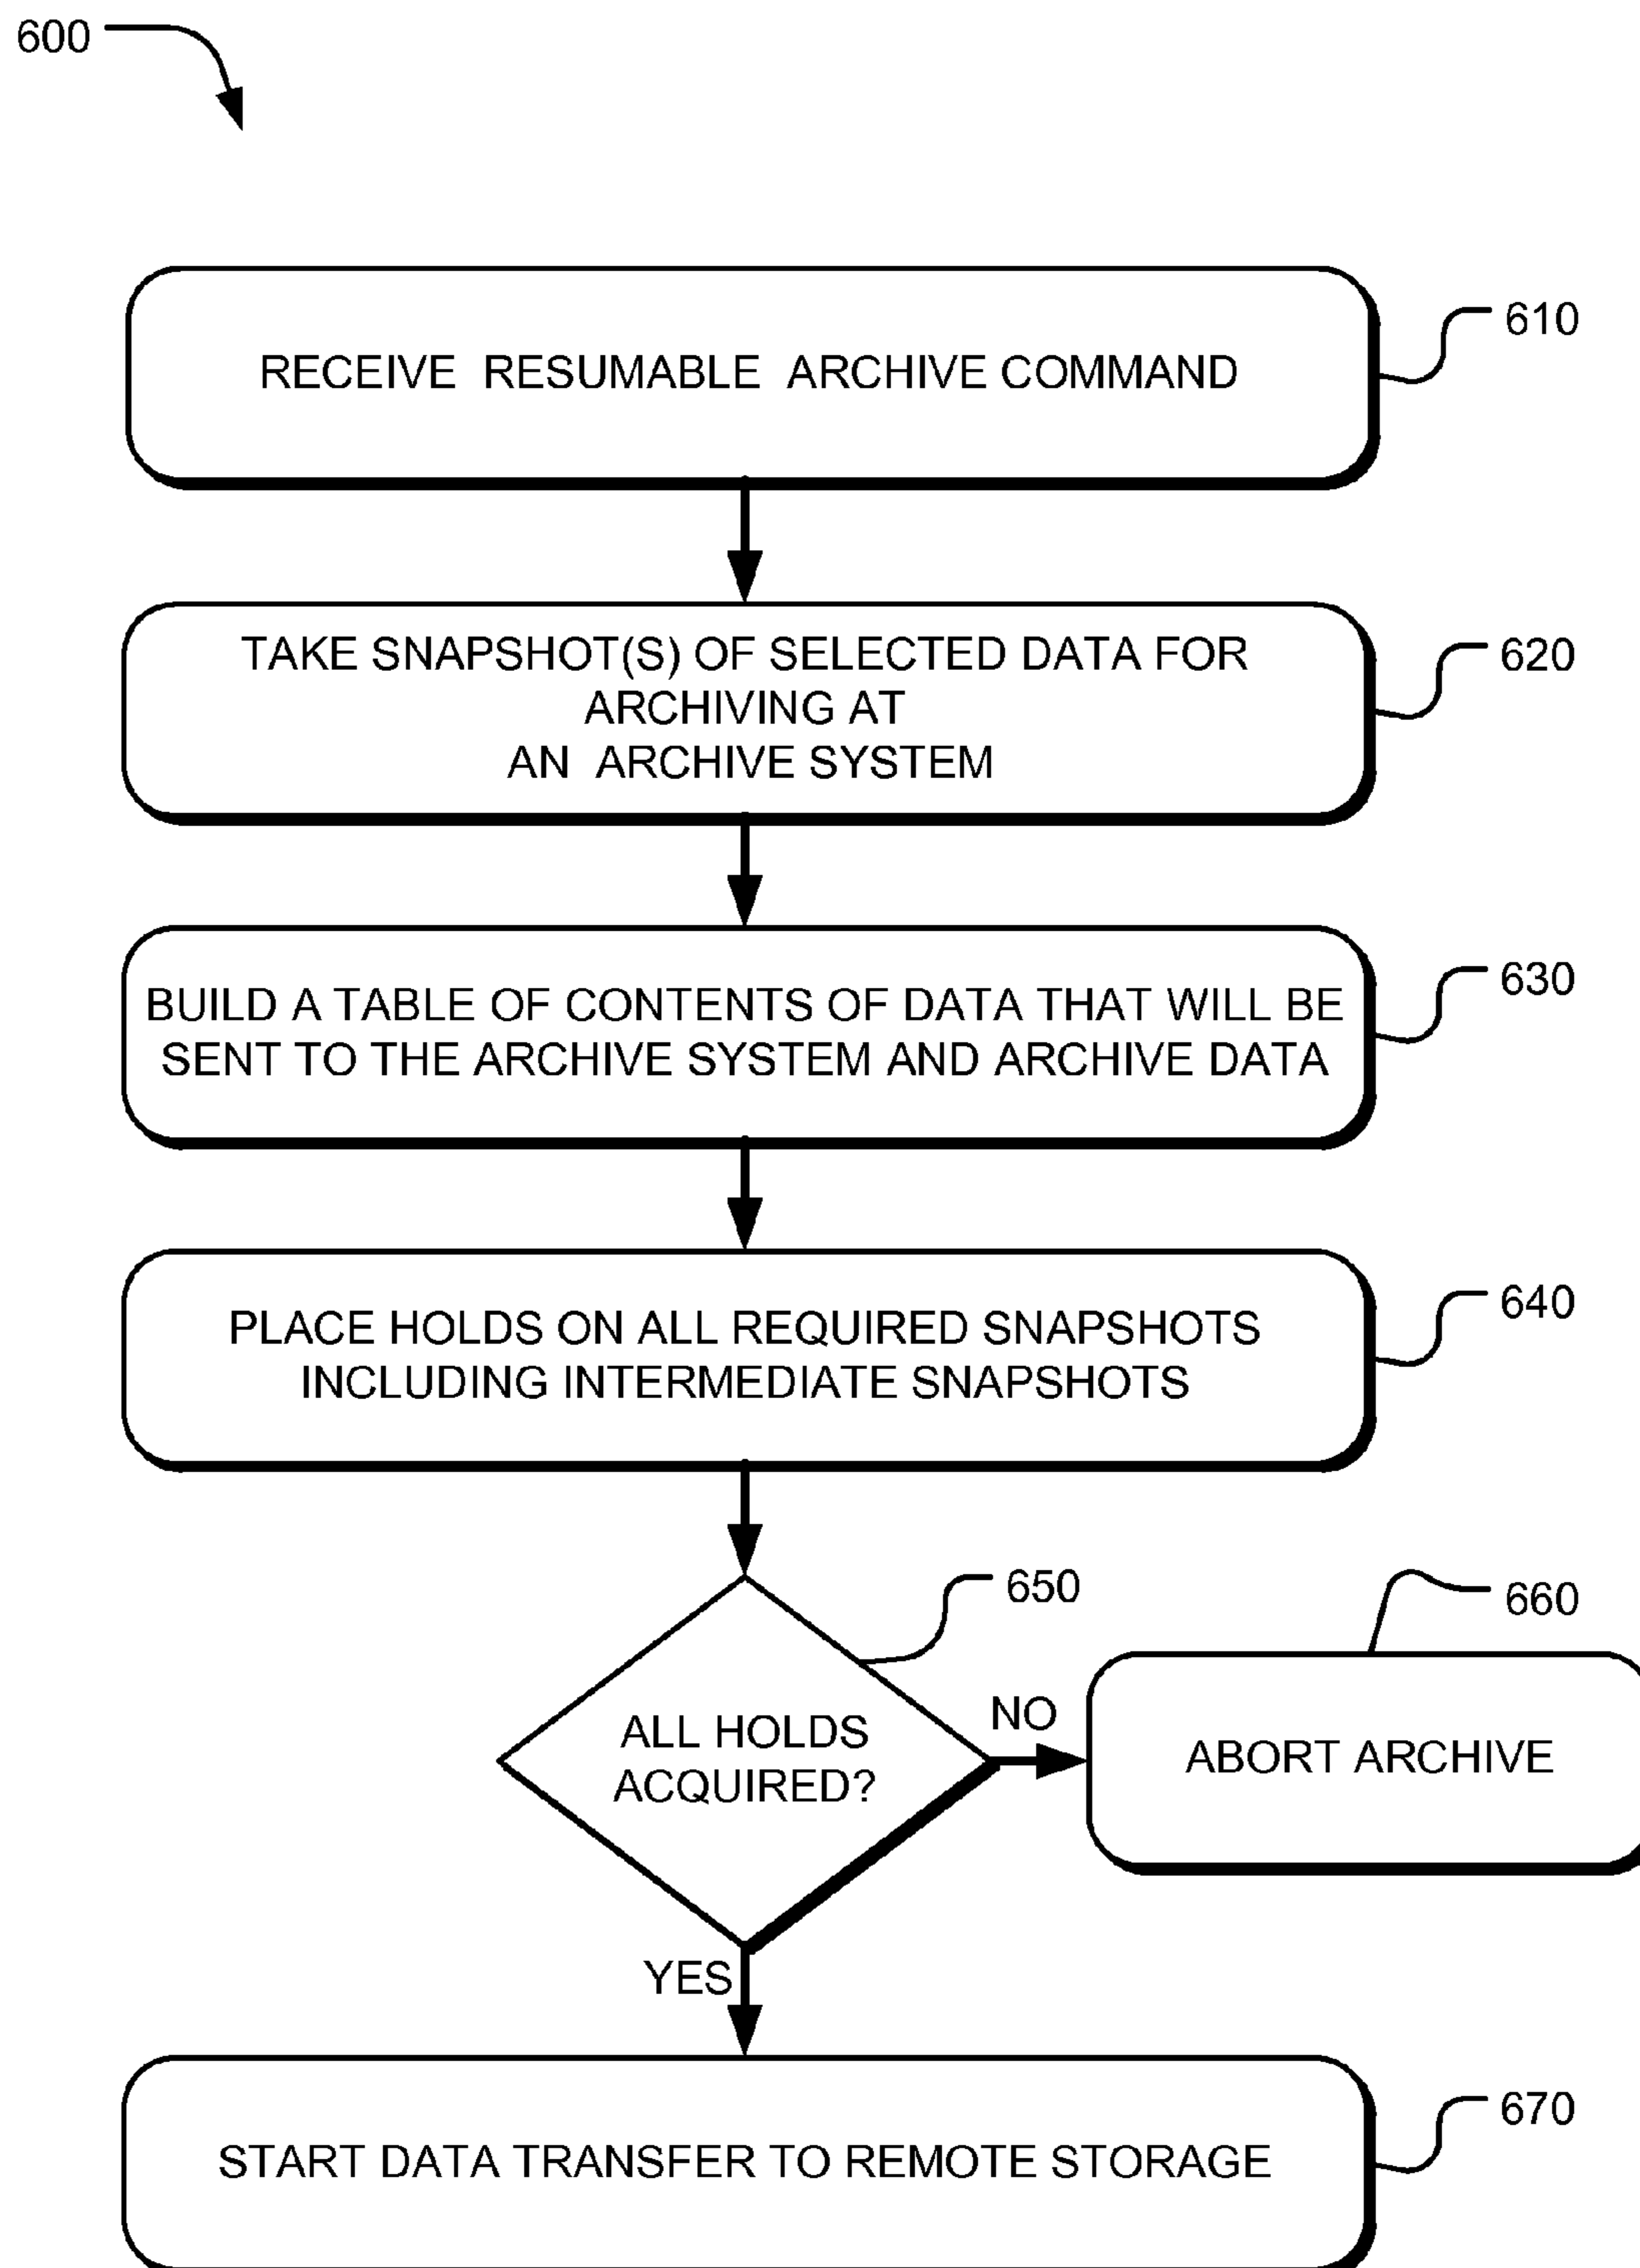 600
RECEIVE RESUMABLE ARCHIVE COMMAND
610
TAKE SNAPSHOT(S) OF SELECTED DATA FOR
ARCHIVING AT
AN ARCHIVE SYSTEM
620
BUILD A TABLE OF CONTENTS OF DATA THAT WILL BE
SENT TO THE ARCHIVE SYSTEM AND ARCHIVE DATA
630
PLACE HOLDS ON ALL REQUIRED SNAPSHOTS
INCLUDING INTERMEDIATE SNAPSHOTS
640
ALL HOLDS
ACQUIRED?
650
NO
ABORT ARCHIVE
660
YES
START DATA TRANSFER TO REMOTE STORAGE
670